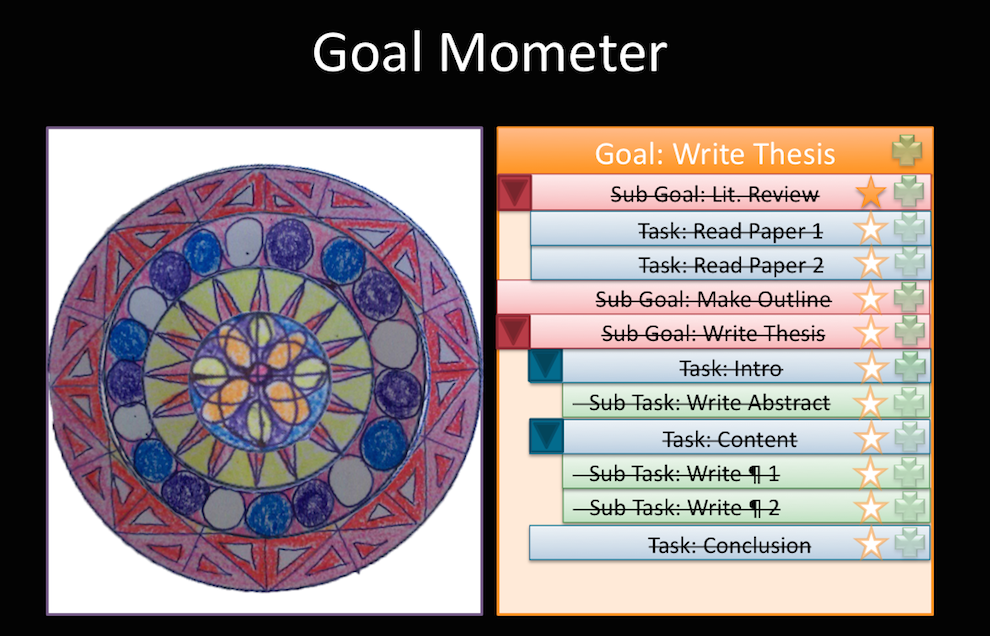 Goal Mometer
Goal: Write Thesis
Sub Goal: Lit. Review
Task: Read Paper 1
Task: Read Paper 2
Sub Goal: Make Outline
Sub Goal: Write Thesis
Task: Intro
Sub Task: Write Abstract
Task: Content
Sub Task: Write ¶ 1
Sub Task: Write ¶ 2
Task: Conclusion